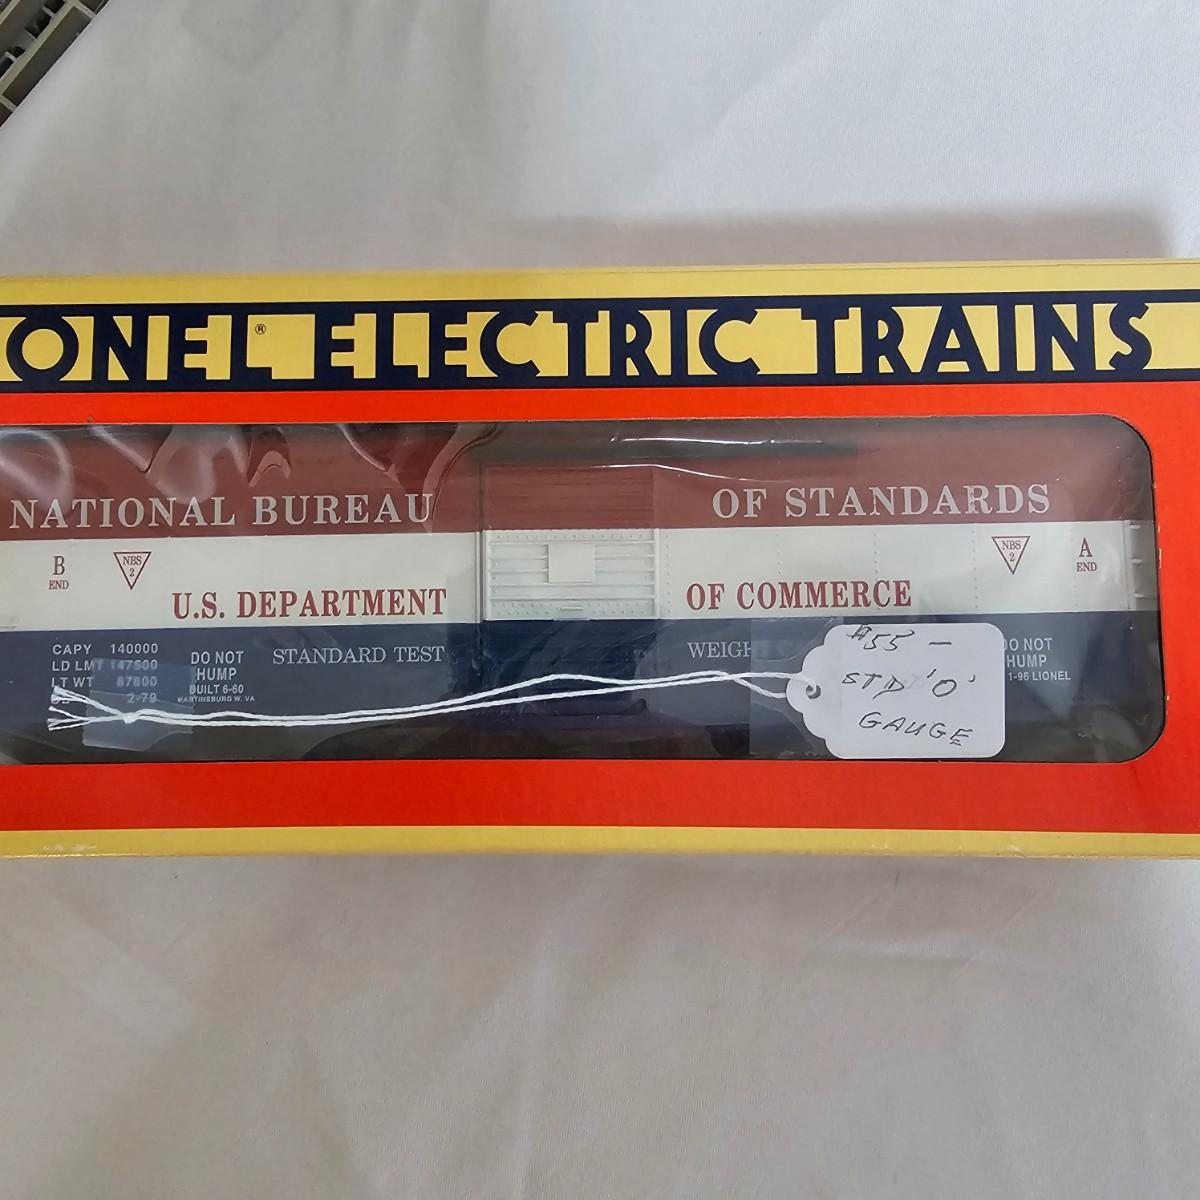 ONEL® ELECTRIC TRAINS
NATIONAL BUREAU OF STANDARDS
B END NBS 2 NBS 2 A END
U.S. DEPARTMENT OF COMMERCE
STANDARD TEST WEIGH
CAPY 140000
LD LMT 147500
LT WT 87600
2-79
DO NOT
HUMP
BUILT 6-60
MARTINSBURG W. VA
DO NOT
HUMP
1-96 LIONEL
$55 -
STD 'O'
GAUGE